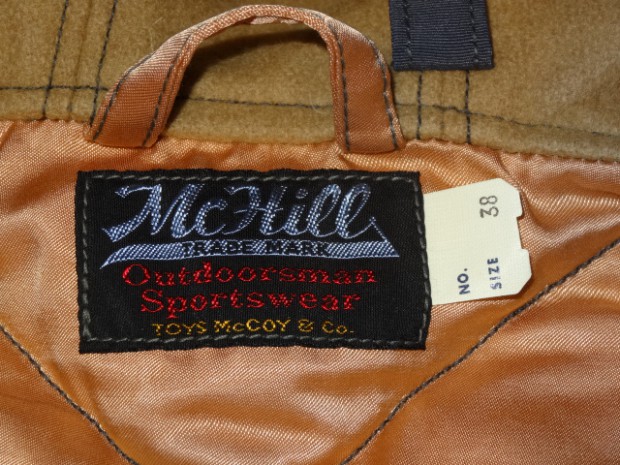 McHill
TRADE MARK
Outdoorsman
Sportswear
TOYS McCOY & Co.
NO.
SIZE 38